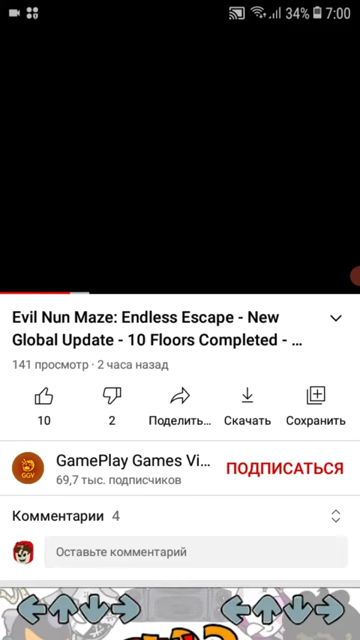 34% 7:00
Evil Nun Maze: Endless Escape - New
Global Update - 10 Floors Completed - ...
141 просмотр · 2 часа назад
10
2
Поделить...
Скачать
Сохранить
GGV
GamePlay Games Vi...
69,7 тыс. подписчиков
ПОДПИСАТЬСЯ
Комментарии 4
Оставьте комментарий